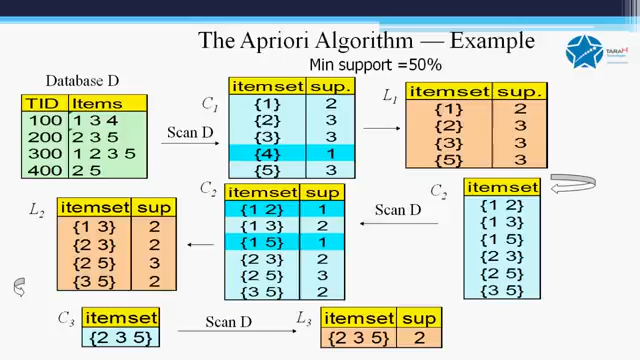 The Apriori Algorithm — Example
Min support =50%
TARAH
Database D
TID Items
100 1 3 4
200 2 3 5
300 1 2 3 5
400 2 5
Scan D
C1
itemset sup.
{1} 2
{2} 3
{3} 3
{4} 1
{5} 3
L1
itemset sup.
{1} 2
{2} 3
{3} 3
{5} 3
C2
itemset
{1 2}
{1 3}
{1 5}
{2 3}
{2 5}
{3 5}
Scan D
C2
itemset sup
{1 2} 1
{1 3} 2
{1 5} 1
{2 3} 2
{2 5} 3
{3 5} 2
L2
itemset sup
{1 3} 2
{2 3} 2
{2 5} 3
{3 5} 2
C3
itemset
{2 3 5}
Scan D
L3
itemset sup
{2 3 5} 2